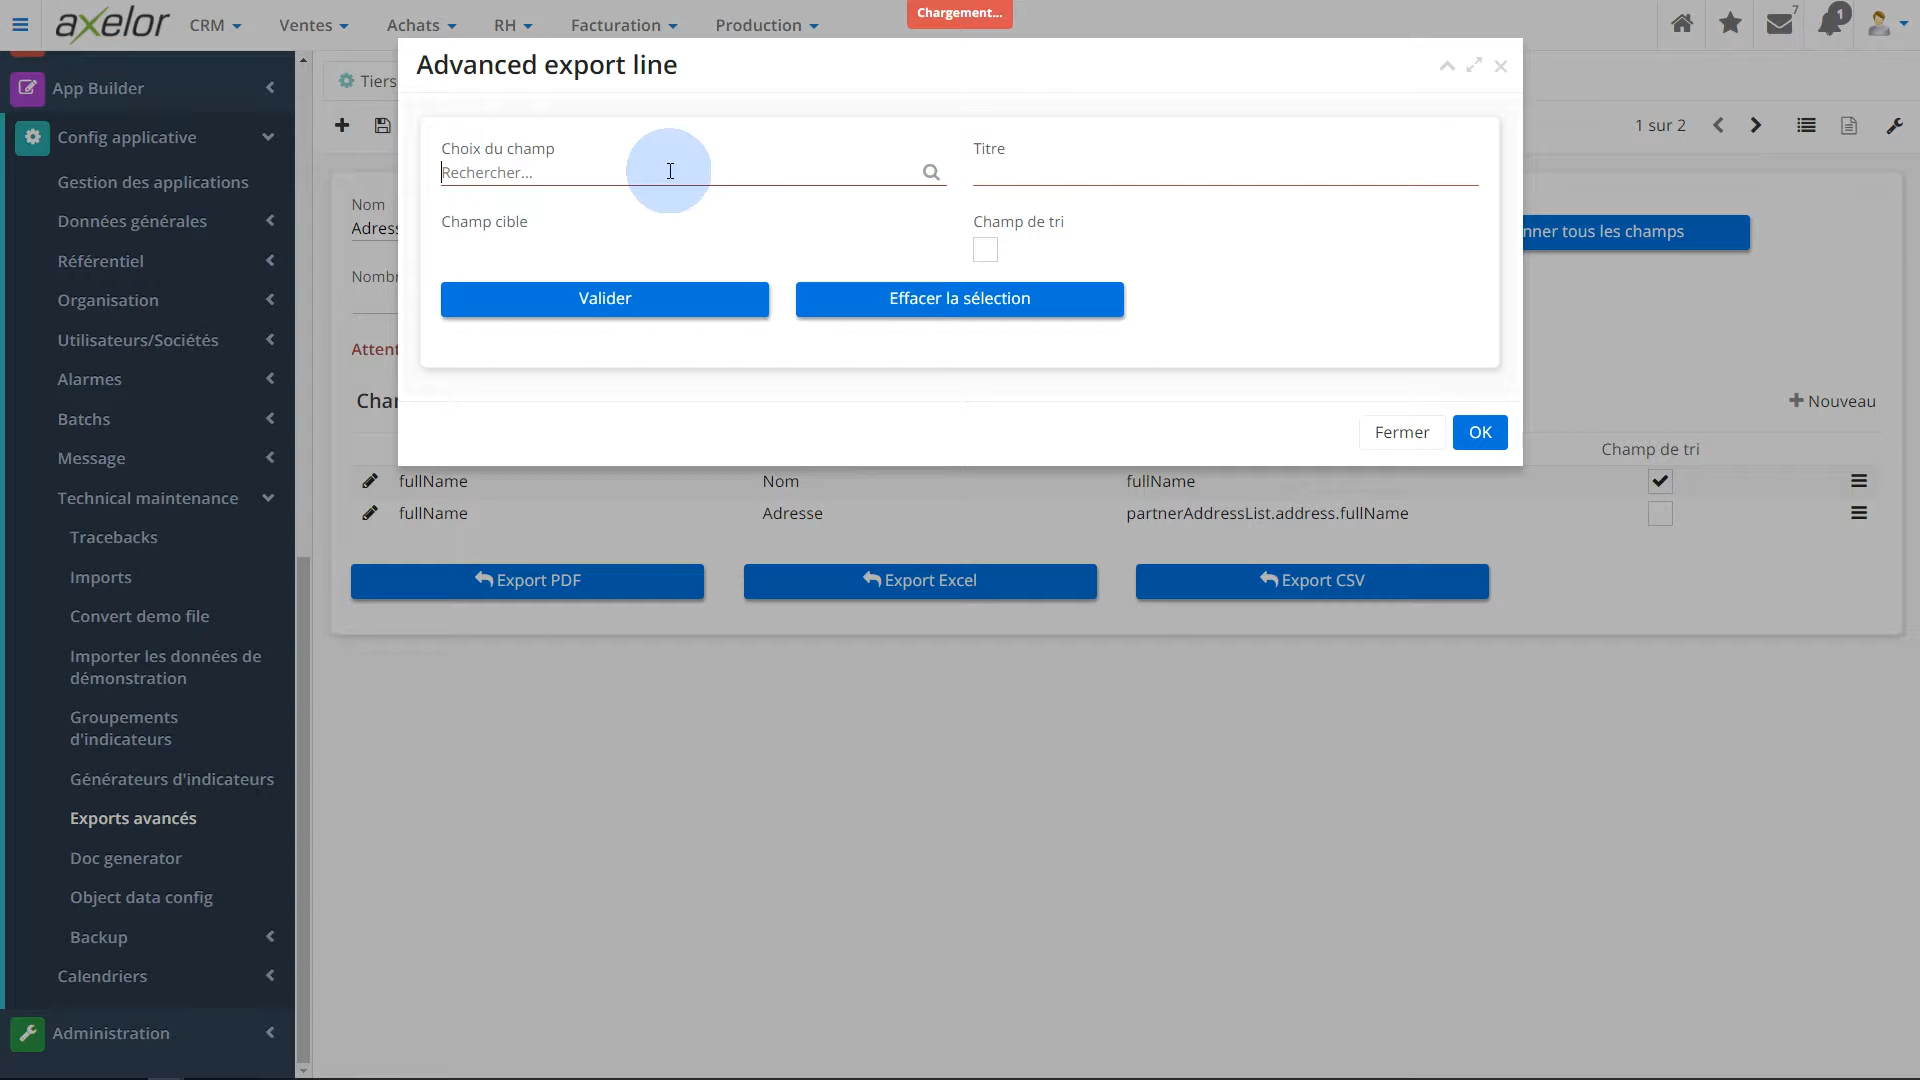 axelor CRM Ventes Achats RH Facturation Production Chargement... 7 1
App Builder
Config applicative
Gestion des applications
Données générales
Référentiel
Organisation
Utilisateurs/Sociétés
Alarmes
Batchs
Message
Technical maintenance
Tracebacks
Imports
Convert demo file
Importer les données de
démonstration
Groupements
d'indicateurs
Générateurs d'indicateurs
Exports avancés
Doc generator
Object data config
Backup
Calendriers
Administration
Tiers
1 sur 2
Nom
Adress
Nombr
Attent
Char
nner tous les champs
Advanced export line
Choix du champ
Rechercher...
Titre
Champ cible
Champ de tri
Valider
Effacer la sélection
Fermer
OK
Nouveau
Champ de tri
fullName Nom fullName
fullName Adresse partnerAddressList.address.fullName
Export PDF
Export Excel
Export CSV